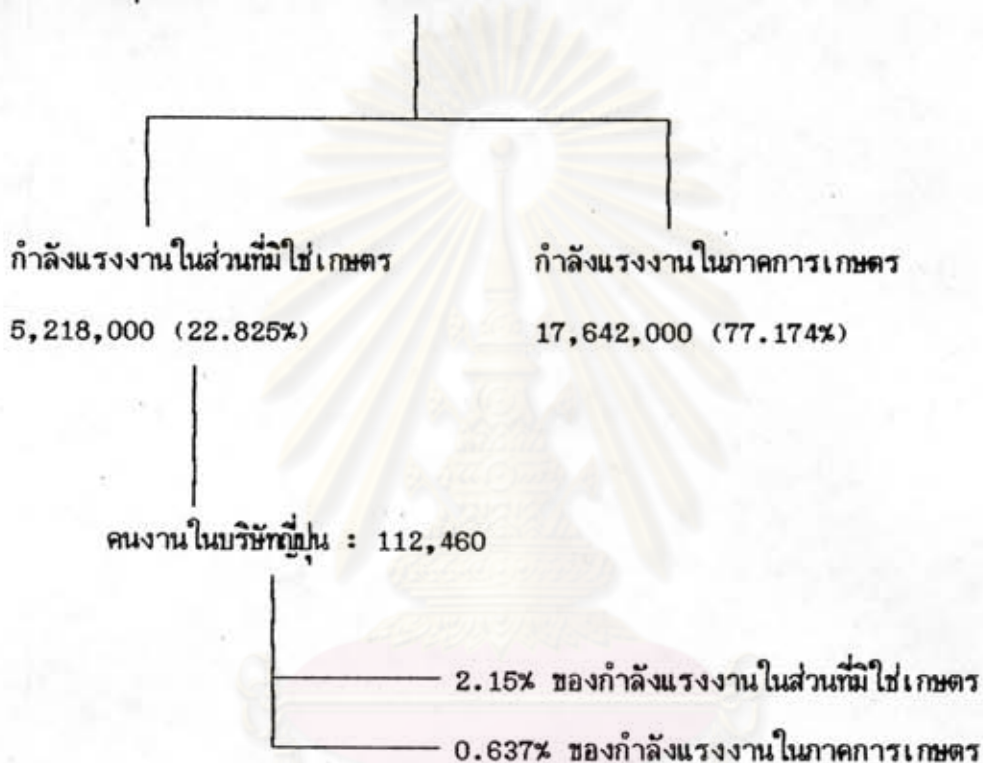 กำลังแรงงานในส่วนที่มิใช่เกษตร กำลังแรงงานในภาคการเกษตร
5,218,000 (22.825%) 17,642,000 (77.174%)
คนงานในบริษัทญี่ปุ่น : 112,460
2.15% ของกำลังแรงงานในส่วนที่มิใช่เกษตร
0.637% ของกำลังแรงงานในภาคการเกษตร